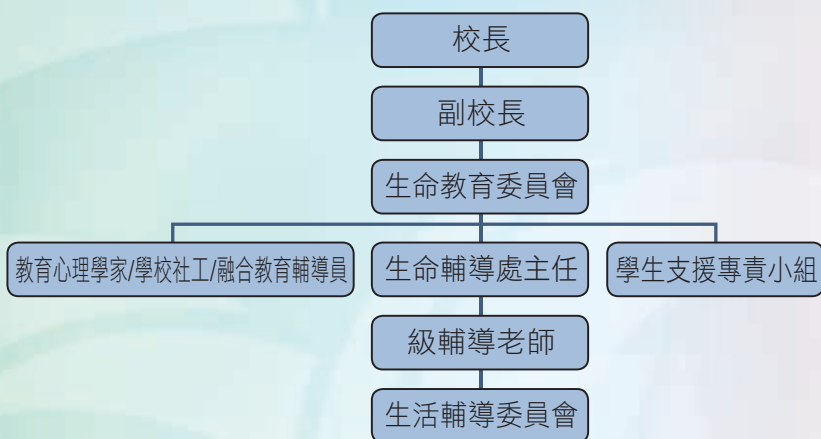 校長
副校長
生命教育委員會
教育心理學家/學校社工/融合教育輔導員
生命輔導處主任
學生支援專責小組
級輔導老師
生活輔導委員會